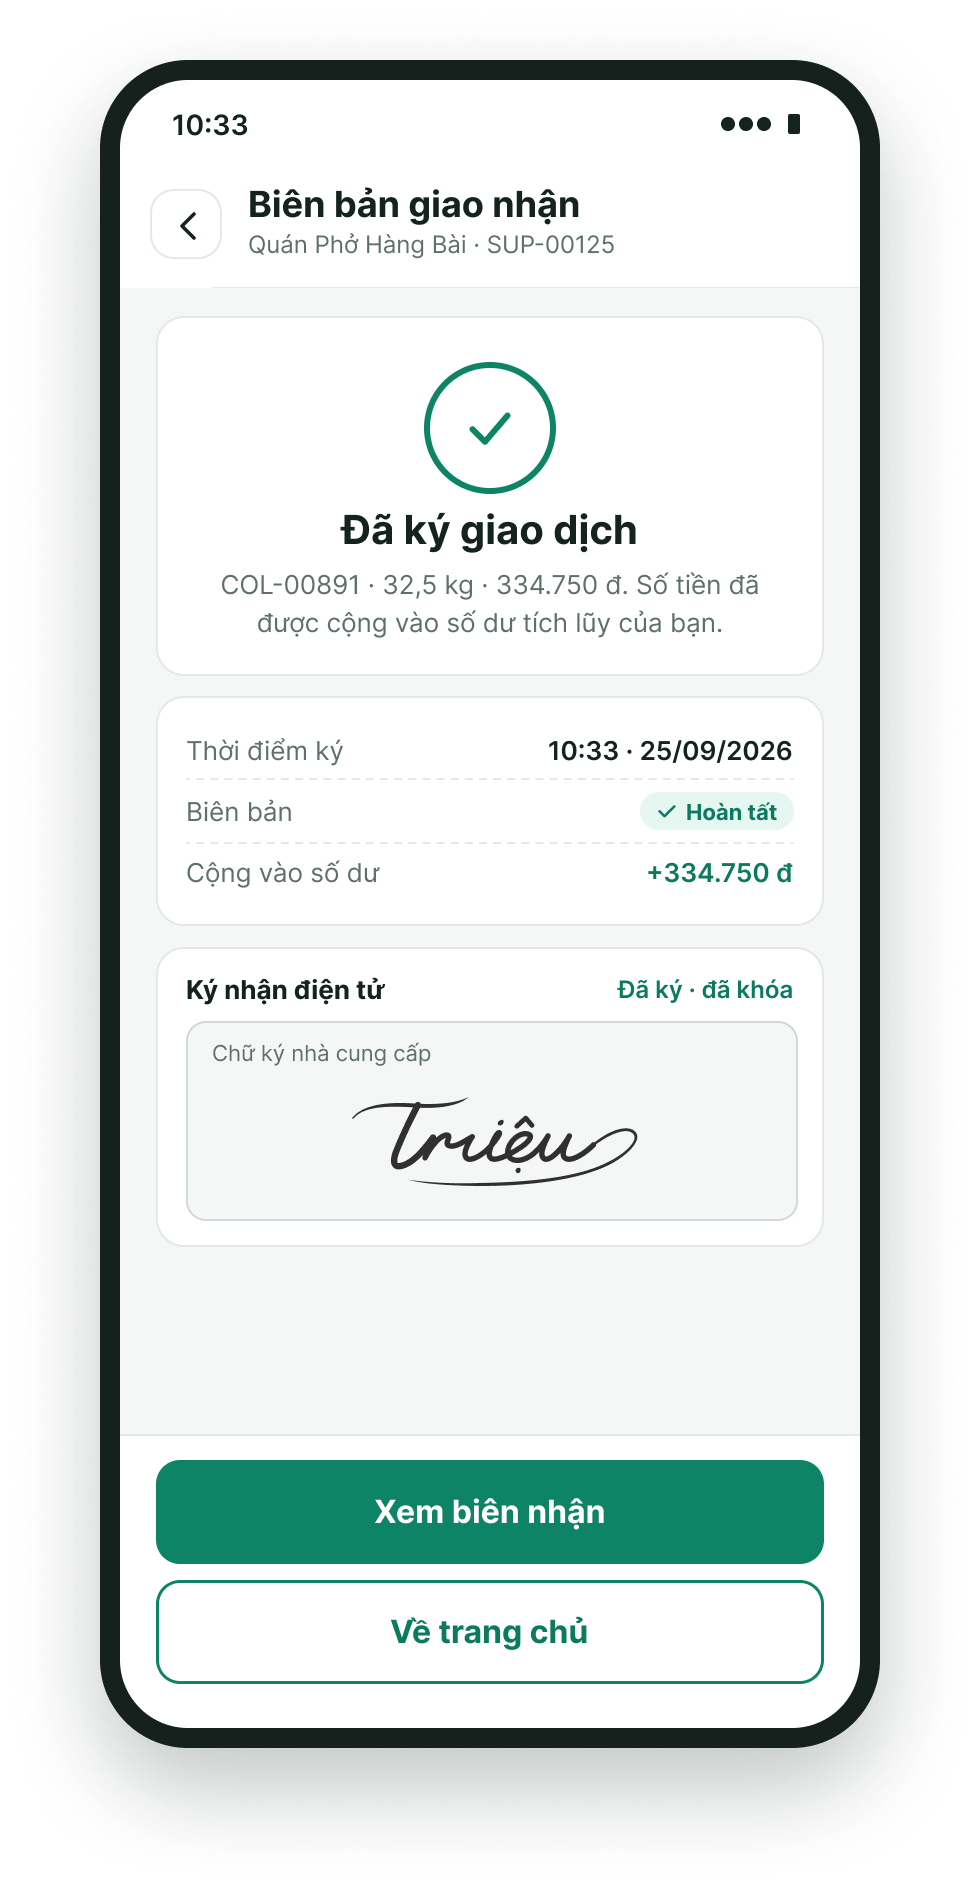 10:33
Biên bản giao nhận
Quán Phở Hàng Bài · SUP-00125
Đã ký giao dịch
COL-00891 · 32,5 kg · 334.750 đ. Số tiền đã
được cộng vào số dư tích lũy của bạn.
Thời điểm ký 10:33 · 25/09/2026
Biên bản Hoàn tất
Cộng vào số dư +334.750 đ
Ký nhận điện tử Đã ký · đã khóa
Chữ ký nhà cung cấp
Triệu
Xem biên nhận
Về trang chủ